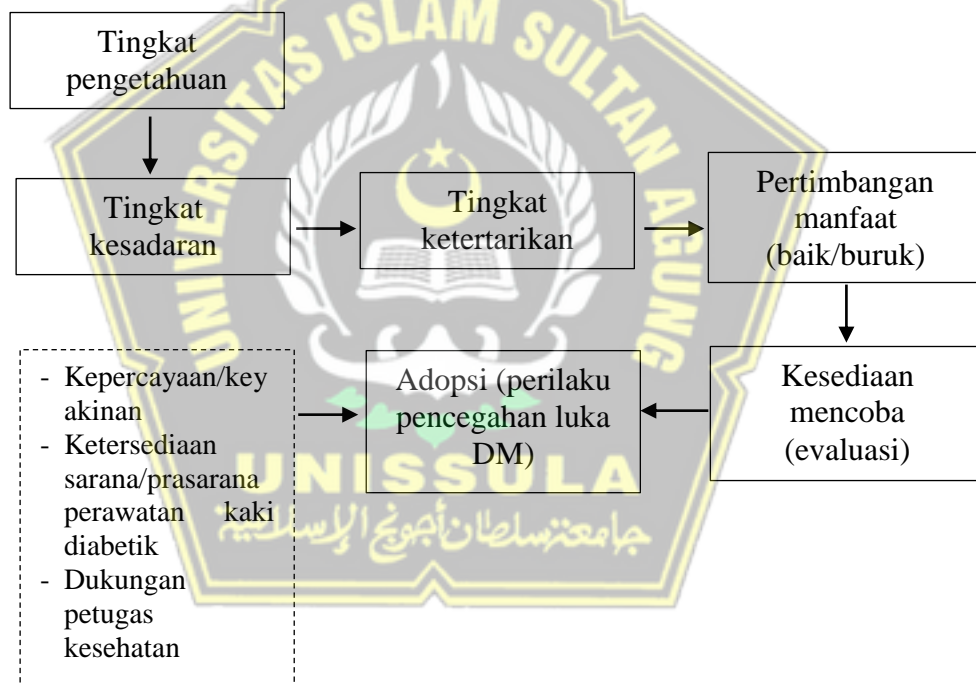 UNIVERSITAS ISLAM SULTAN AGUNG
Tingkat
pengetahuan
Tingkat
kesadaran
Tingkat
ketertarikan
Pertimbangan
manfaat
(baik/buruk)
- Kepercayaan/key
akinan
- Ketersediaan
sarana/prasarana
perawatan kaki
diabetik
- Dukungan
petugas
kesehatan
Adopsi (perilaku
pencegahan luka
DM)
Kesediaan
mencoba
(evaluasi)
UNISSULA
جامعة سلطان أجونج الإسلامية